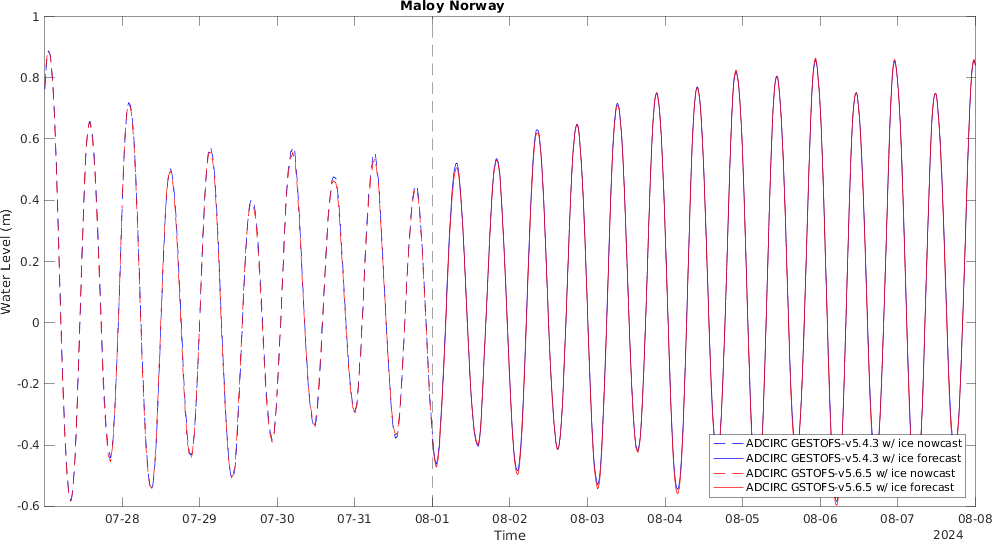 Maloy Norway
1
0.8
0.6
0.4
0.2
0
-0.2
-0.4
-0.6
Water Level (m)
ADCIRC GESTOFS-v5.4.3 w/ ice nowcast
ADCIRC GESTOFS-v5.4.3 w/ ice forecast
ADCIRC GSTOFS-v5.6.5 w/ ice nowcast
ADCIRC GSTOFS-v5.6.5 w/ ice forecast
07-28 07-29 07-30 07-31 08-01 08-02 08-03 08-04 08-05 08-06 08-07 08-08
Time 2024